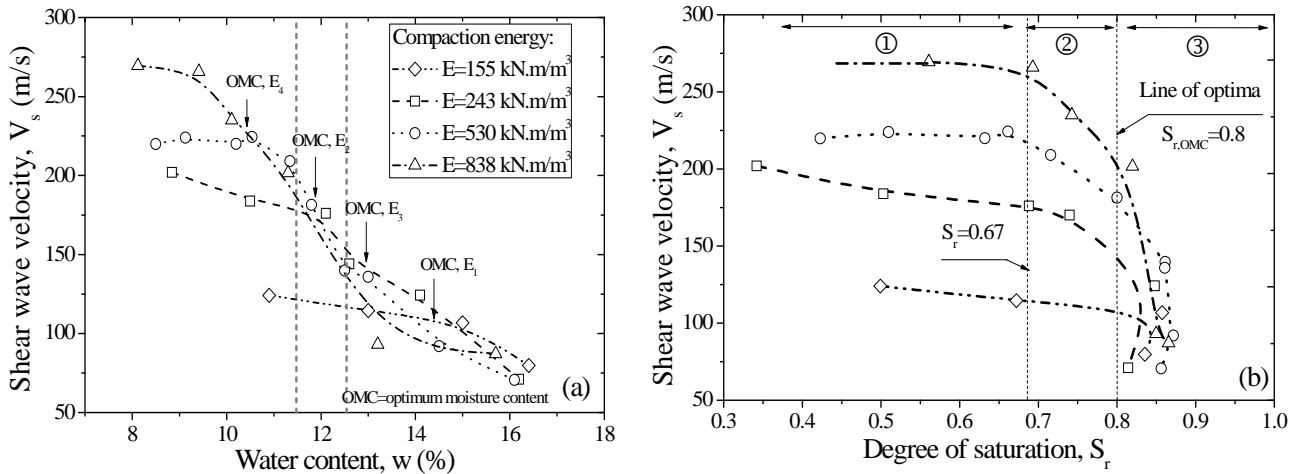 300
250
200
150
100
50
8
10
12
14
16
18
Shear wave velocity, V_s (m/s)
Water content, w (%)
Compaction energy:
E=155 kN.m/m³
E=243 kN.m/m³
E=530 kN.m/m³
E=838 kN.m/m³
OMC, E₄
OMC, E₂
OMC, E₃
OMC, E₁
OMC=optimum moisture content
(a)
300
250
200
150
100
50
0.3
0.4
0.5
0.6
0.7
0.8
0.9
1.0
Shear wave velocity, V_s (m/s)
Degree of saturation, S_r
①
②
③
Line of optima
S_r,OMC=0.8
S_r=0.67
(b)